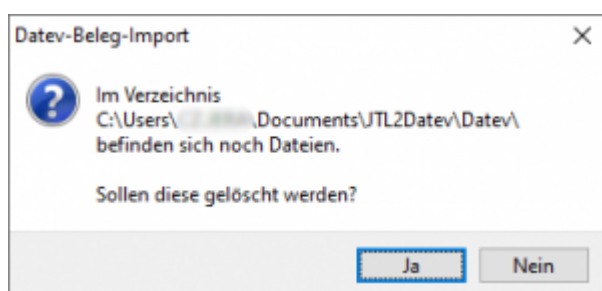 Datev-Beleg-Import
Im Verzeichnis
C:\Users\ .Documents\JTL2Datev\Datev\
befinden sich noch Dateien.
Sollen diese gelöscht werden?
Ja
Nein